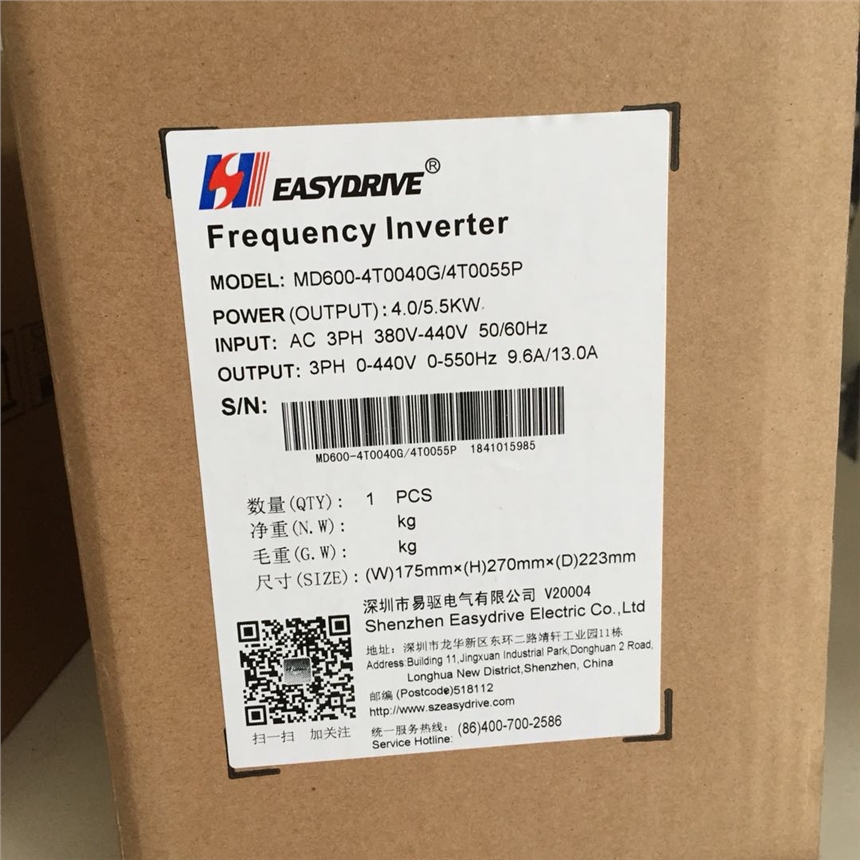 EASYDRIVE®
Frequency Inverter
MODEL: MD600-4T0040G/4T0055P
POWER(OUTPUT): 4.0/5.5KW
INPUT: AC 3PH 380V-440V 50/60Hz
OUTPUT: 3PH 0-440V 0-550Hz 9.6A/13.0A
S/N:
MD600-4T0040G/4T0055P 1841015985
数量(QTY): 1 PCS
净重(N.W): kg
毛重(G.W): kg
尺寸(SIZE): (W)175mm×(H)270mm×(D)223mm
深圳市易驱电气有限公司 V20004
Shenzhen Easydrive Electric Co.,Ltd
地址: 深圳市龙华新区东环二路靖轩工业园11栋
Address:Building 11,Jingxuan Industrial Park,Donghuan 2 Road,
Longhua New District,Shenzhen, China
邮编(Postcode)518112
http://www.szeasydrive.com
统一服务热线: (86)400-700-2586
Service Hotline:
扫一扫 加关注